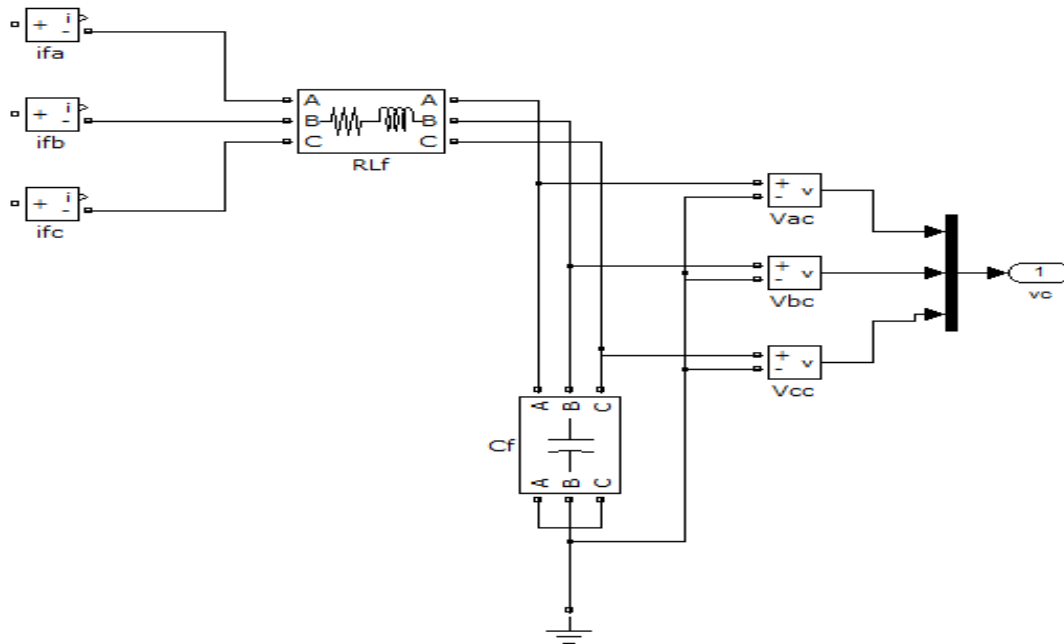 + i -
ifa
+ i -
ifb
+ i -
ifc
A A
B B
C C
RLf
+ - v
Vac
+ - v
Vbc
+ - v
Vcc
1
vc
A B C
Cf
A B C